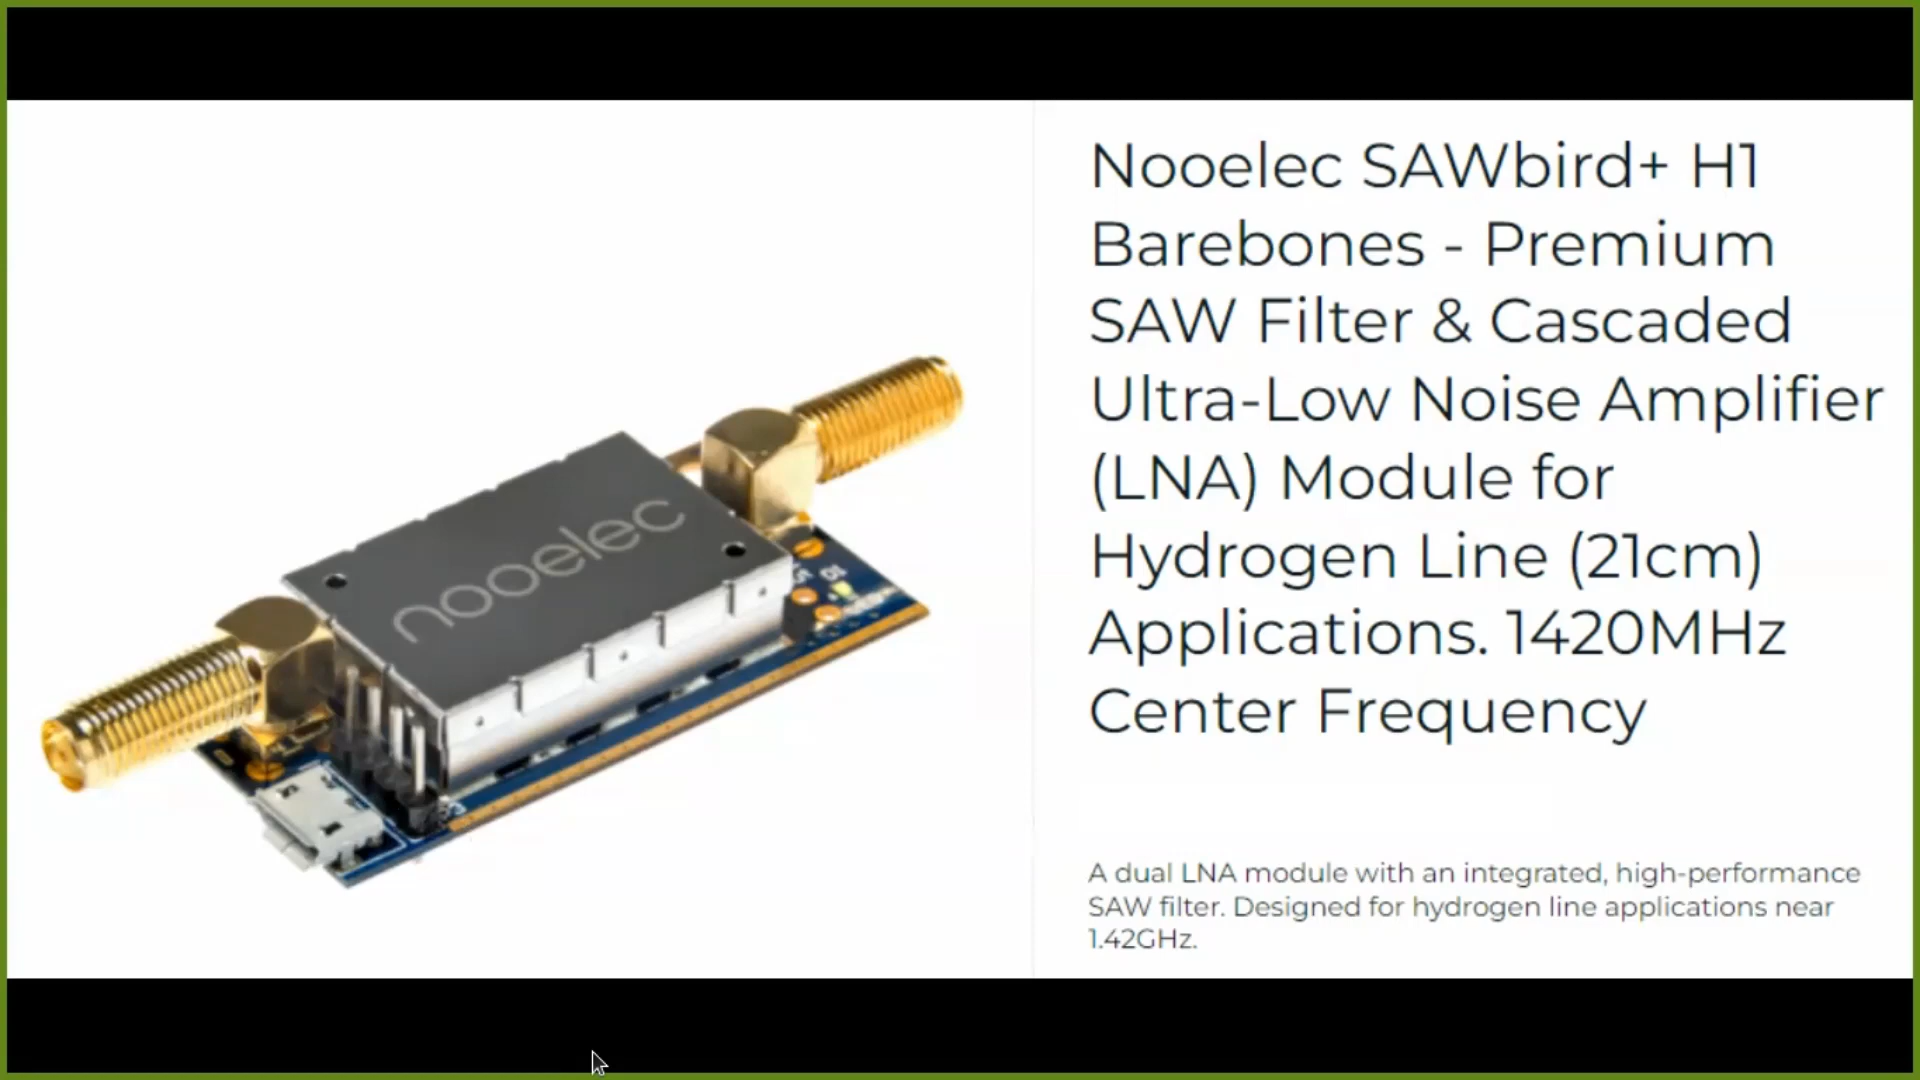 Nooelec SAWbird+ H1
Barebones - Premium
SAW Filter & Cascaded
Ultra-Low Noise Amplifier
(LNA) Module for
Hydrogen Line (21cm)
Applications. 1420MHz
Center Frequency
A dual LNA module with an integrated, high-performance
SAW filter. Designed for hydrogen line applications near
1.42GHz.
nooelec